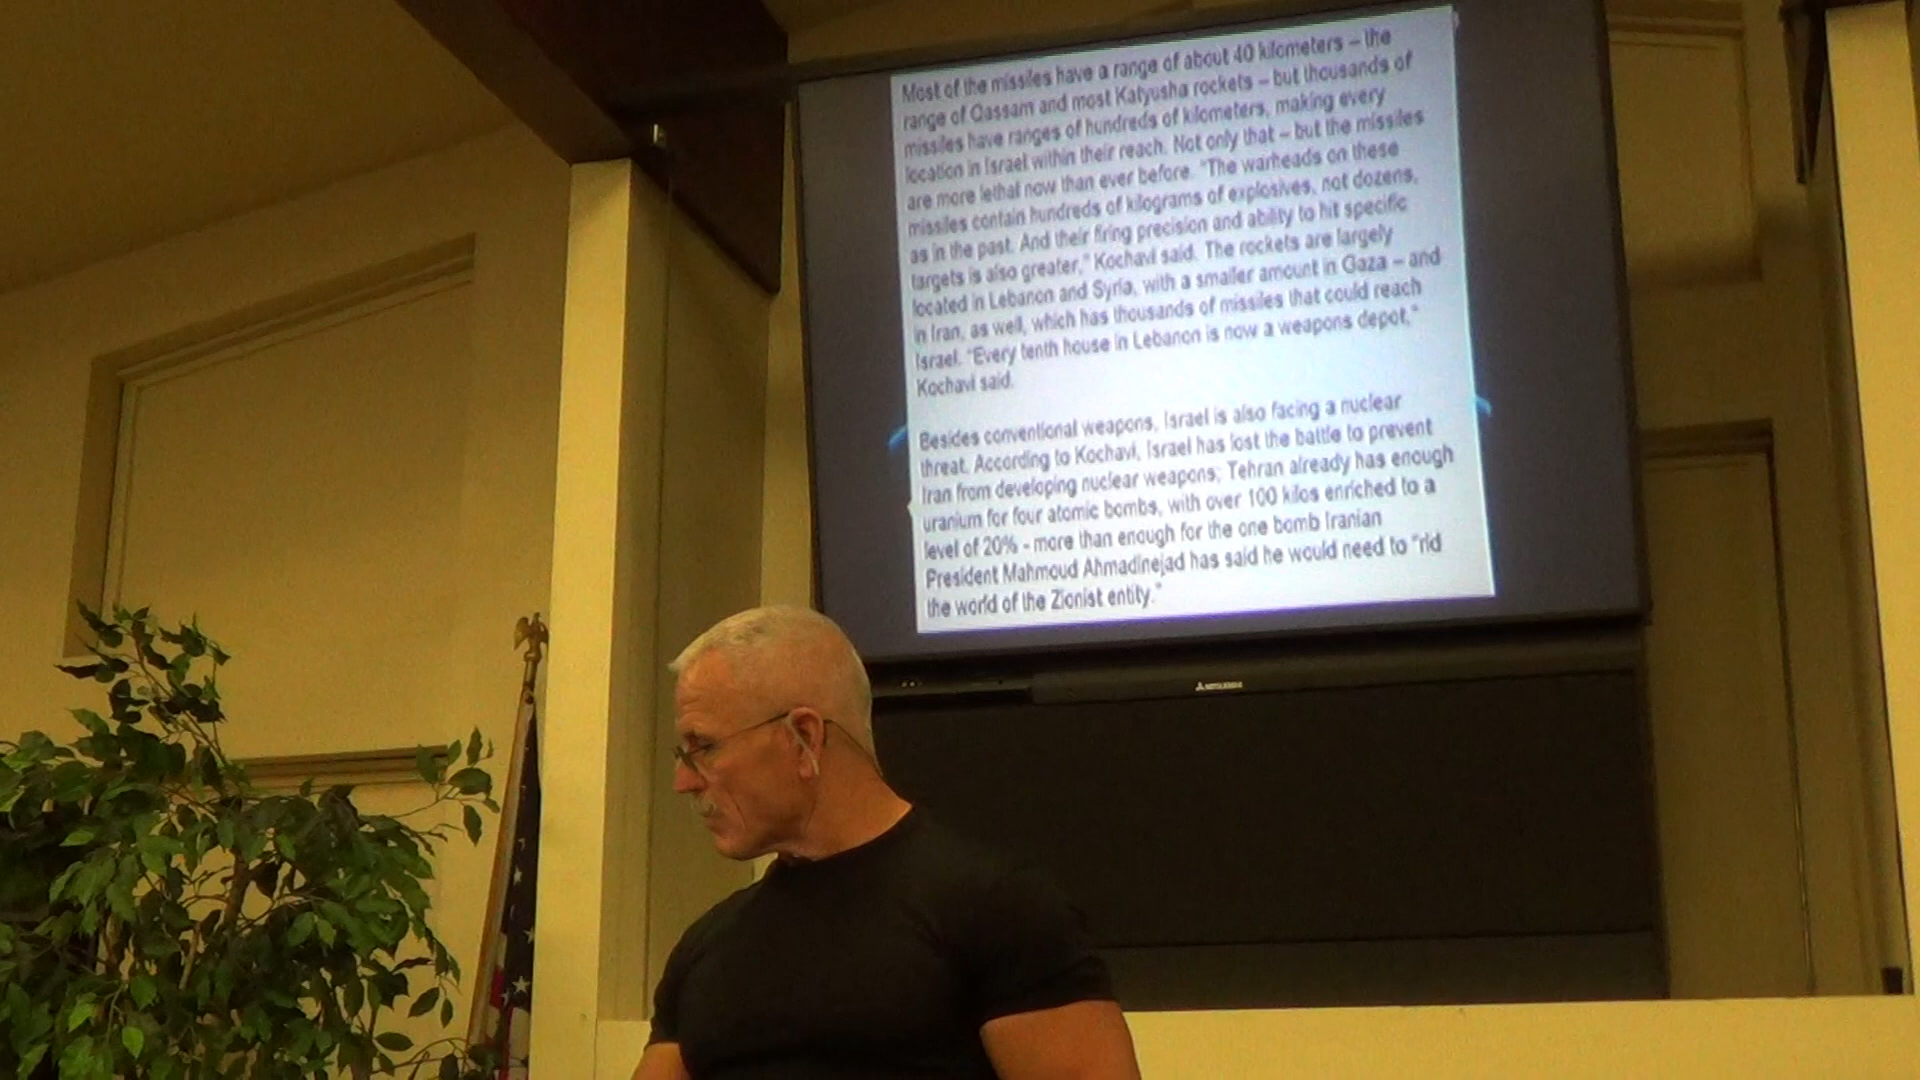 Most of the missiles have a range of about 40 kilometers – the
range of Qassam and most Katyusha rockets – but thousands of
missiles have ranges of hundreds of kilometers, making every
location in Israel within their reach. Not only that – but the missiles
are more lethal now than ever before. "The warheads on these
missiles contain hundreds of kilograms of explosives, not dozens,
as in the past. And their firing precision and ability to hit specific
targets is also greater," Kochavi said. The rockets are largely
located in Lebanon and Syria, with a smaller amount in Gaza – and
in Iran, as well, which has thousands of missiles that could reach
Israel. "Every tenth house in Lebanon is now a weapons depot,"
Kochavi said.
Besides conventional weapons, Israel is also facing a nuclear
threat. According to Kochavi, Israel has lost the battle to prevent
Iran from developing nuclear weapons; Tehran already has enough
uranium for four atomic bombs, with over 100 kilos enriched to a
level of 20% - more than enough for the one bomb Iranian
President Mahmoud Ahmadinejad has said he would need to "rid
the world of the Zionist entity."
MITSUBISHI